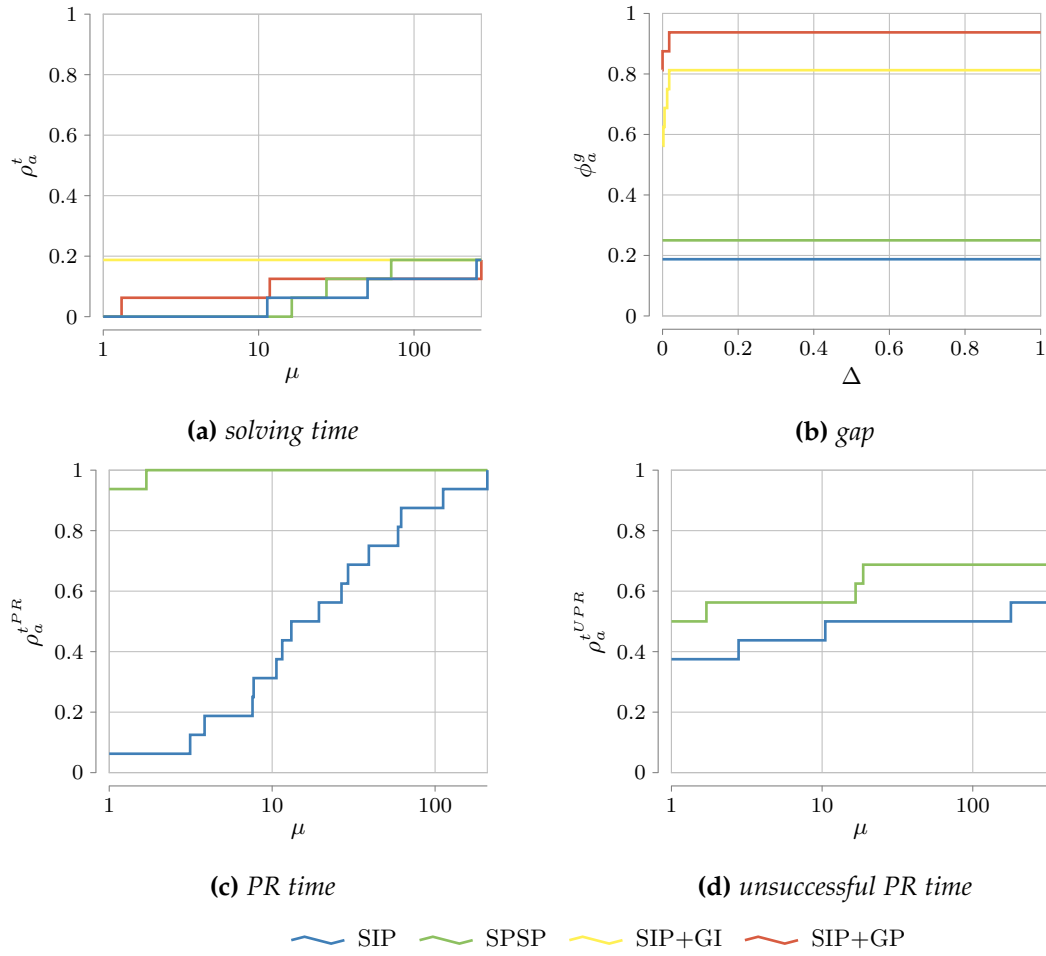 1
0.8
0.6
0.4
0.2
0
ρ_a^t
1 10 100
μ
(a) solving time
1
0.8
0.6
0.4
0.2
0
ϕ_a^g
0 0.2 0.4 0.6 0.8 1
Δ
(b) gap
1
0.8
0.6
0.4
0.2
0
ρ_a^{t^{PR}}
1 10 100
μ
(c) PR time
1
0.8
0.6
0.4
0.2
0
ρ_a^{t^{UPR}}
1 10 100
μ
(d) unsuccessful PR time
SIP SPSP SIP+GI SIP+GP